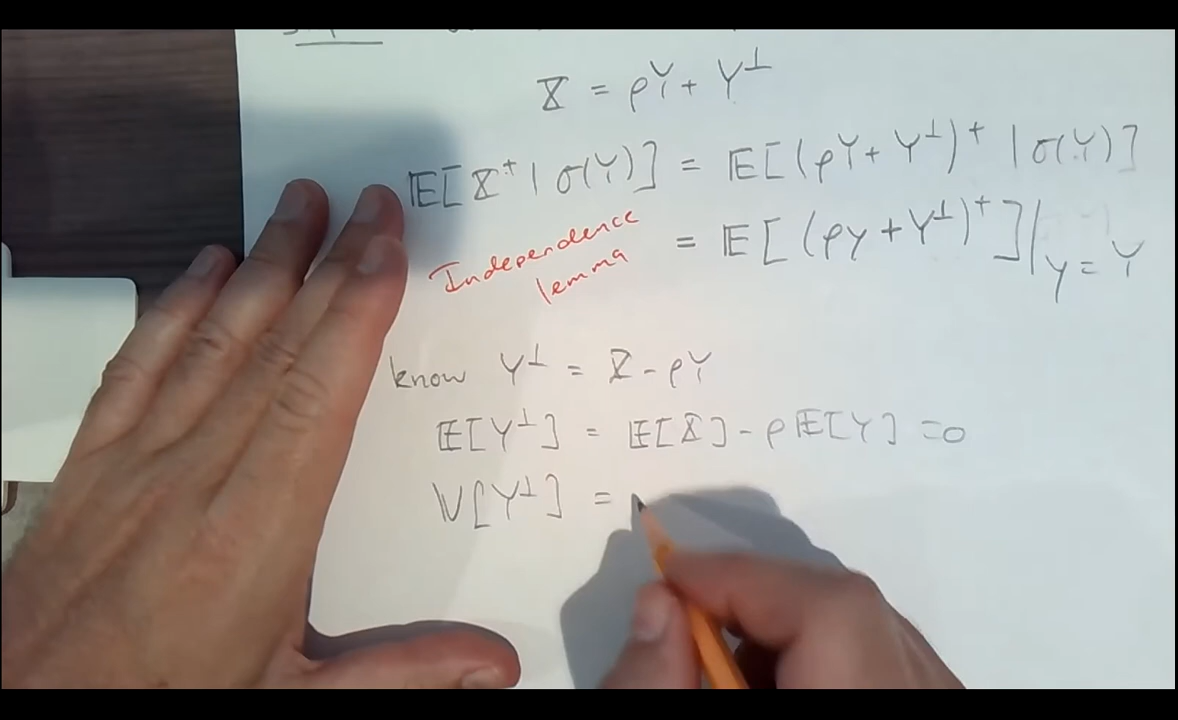 X = ρY + Y^⊥
𝔼[X⁺ | σ(Y)] = 𝔼[(ρY + Y^⊥)⁺ | σ(Y)]
Independence lemma
= 𝔼[(ρy + Y^⊥)⁺]|_{y=Y}
know Y^⊥ = X - ρY
𝔼[Y^⊥] = 𝔼[X] - ρ𝔼[Y] = 0
𝕍[Y^⊥] =